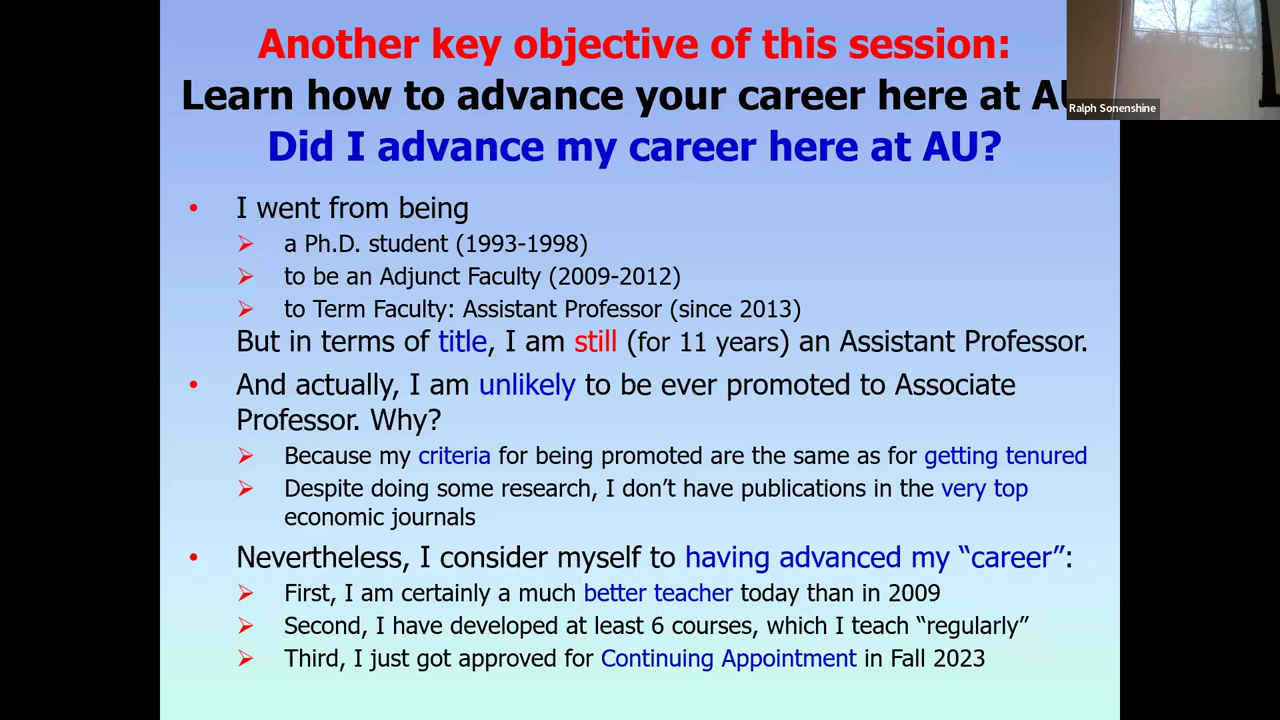 Another key objective of this session:
Learn how to advance your career here at AU
Ralph Sonenshine
Did I advance my career here at AU?
• I went from being
➢ a Ph.D. student (1993-1998)
➢ to be an Adjunct Faculty (2009-2012)
➢ to Term Faculty: Assistant Professor (since 2013)
But in terms of title, I am still (for 11 years) an Assistant Professor.
• And actually, I am unlikely to be ever promoted to Associate
Professor. Why?
➢ Because my criteria for being promoted are the same as for getting tenured
➢ Despite doing some research, I don’t have publications in the very top
economic journals
• Nevertheless, I consider myself to having advanced my “career”:
➢ First, I am certainly a much better teacher today than in 2009
➢ Second, I have developed at least 6 courses, which I teach “regularly”
➢ Third, I just got approved for Continuing Appointment in Fall 2023